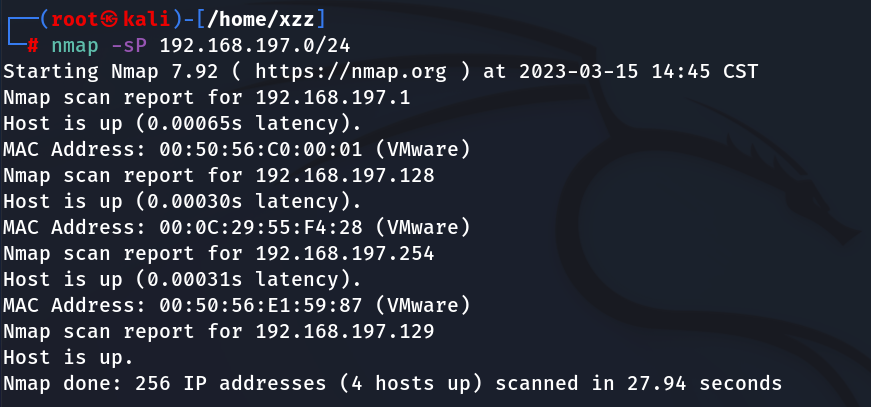 ┌──(root㉿kali)-[/home/xzz]
└─# nmap -sP 192.168.197.0/24
Starting Nmap 7.92 ( https://nmap.org ) at 2023-03-15 14:45 CST
Nmap scan report for 192.168.197.1
Host is up (0.00065s latency).
MAC Address: 00:50:56:C0:00:01 (VMware)
Nmap scan report for 192.168.197.128
Host is up (0.00030s latency).
MAC Address: 00:0C:29:55:F4:28 (VMware)
Nmap scan report for 192.168.197.254
Host is up (0.00031s latency).
MAC Address: 00:50:56:E1:59:87 (VMware)
Nmap scan report for 192.168.197.129
Host is up.
Nmap done: 256 IP addresses (4 hosts up) scanned in 27.94 seconds